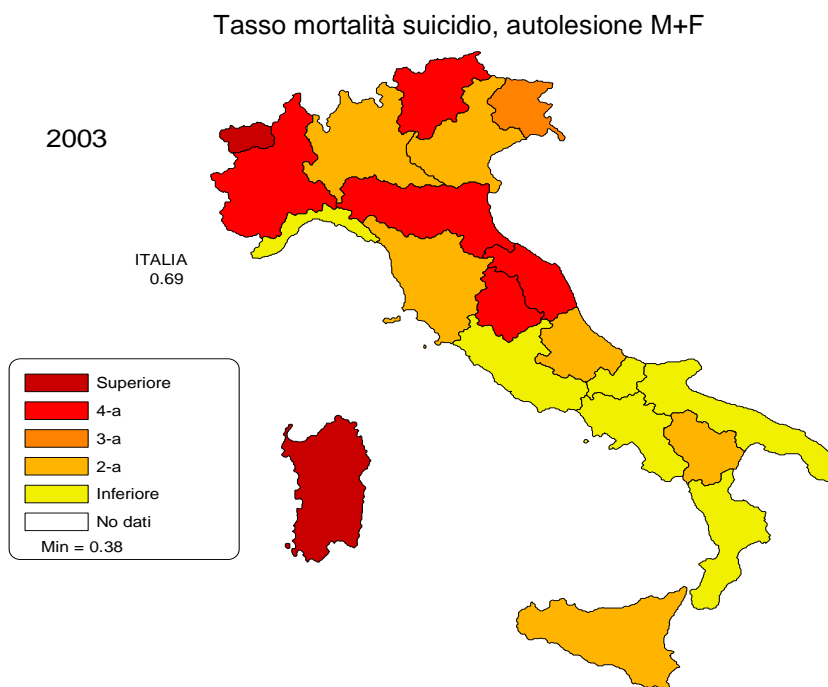 Tasso mortalità suicidio, autolesione M+F
2003
ITALIA
0.69
Superiore
4-a
3-a
2-a
Inferiore
No dati
Min = 0.38